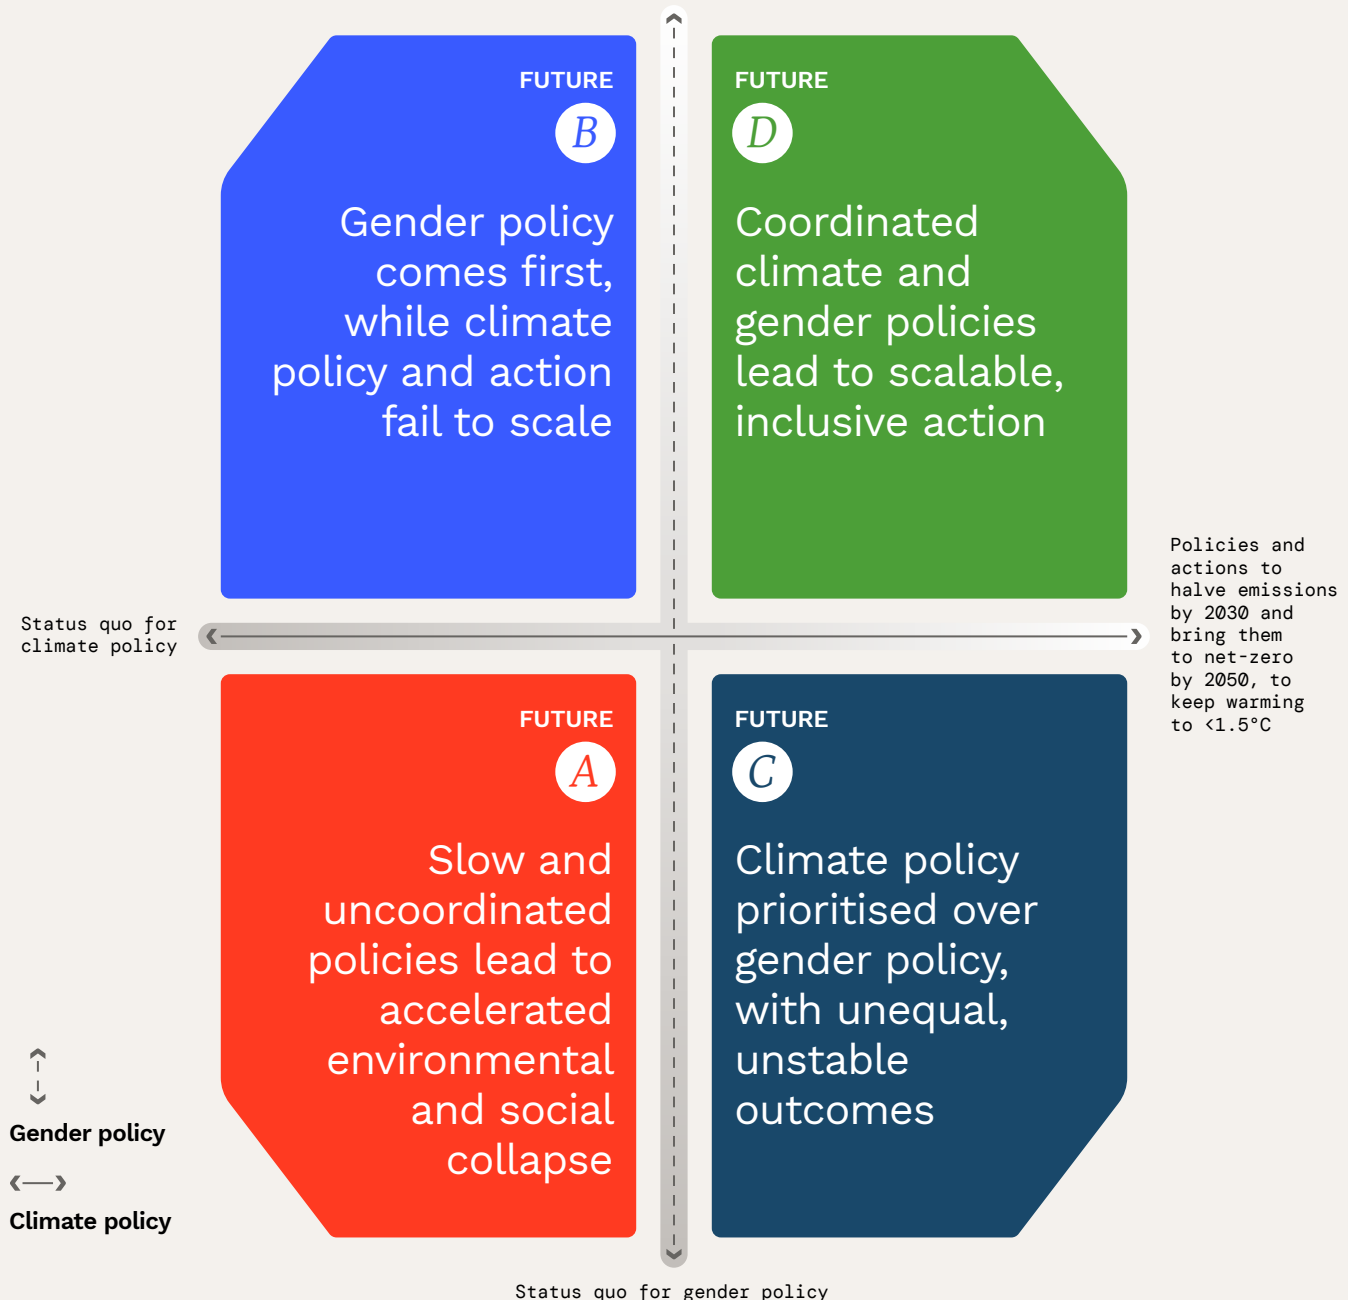 FUTURE
B
Gender policy
comes first,
while climate
policy and action
fail to scale
FUTURE
D
Coordinated
climate and
gender policies
lead to scalable,
inclusive action
Status quo for
climate policy
Policies and
actions to
halve emissions
by 2030 and
bring them
to net-zero
by 2050, to
keep warming
to <1.5°C
FUTURE
A
Slow and
uncoordinated
policies lead to
accelerated
environmental
and social
collapse
FUTURE
C
Climate policy
prioritised over
gender policy,
with unequal,
unstable
outcomes
Gender policy
Climate policy
Status quo for gender policy